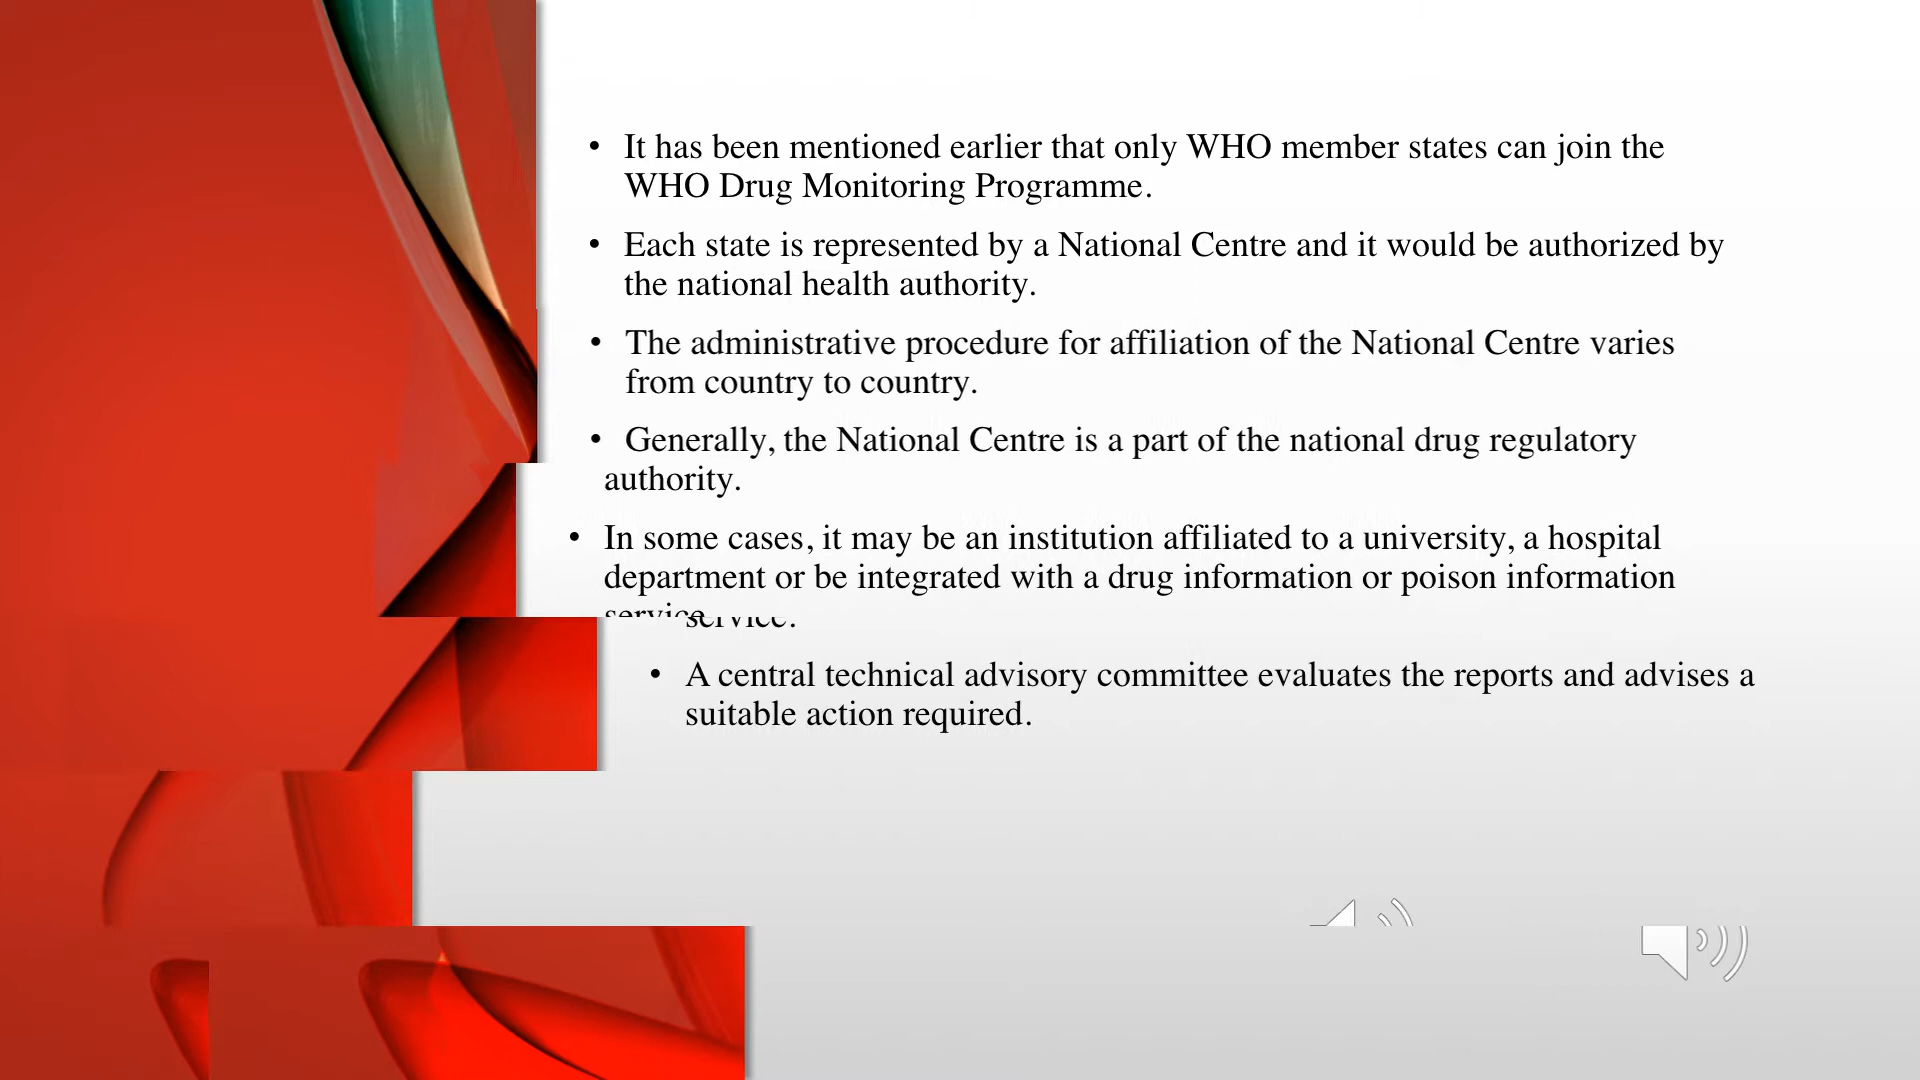 • It has been mentioned earlier that only WHO member states can join the
WHO Drug Monitoring Programme.
• Each state is represented by a National Centre and it would be authorized by
the national health authority.
• The administrative procedure for affiliation of the National Centre varies
from country to country.
• Generally, the National Centre is a part of the national drug regulatory
authority.
• In some cases, it may be an institution affiliated to a university, a hospital
department or be integrated with a drug information or poison information
service.
• A central technical advisory committee evaluates the reports and advises a
suitable action required.